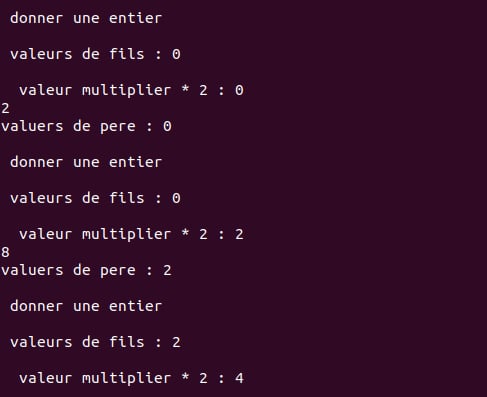 donner une entier
valeurs de fils : 0
valeur multiplier * 2 : 0
2
valuers de pere : 0
donner une entier
valeurs de fils : 0
valeur multiplier * 2 : 2
8
valuers de pere : 2
donner une entier
valeurs de fils : 2
valeur multiplier * 2 : 4